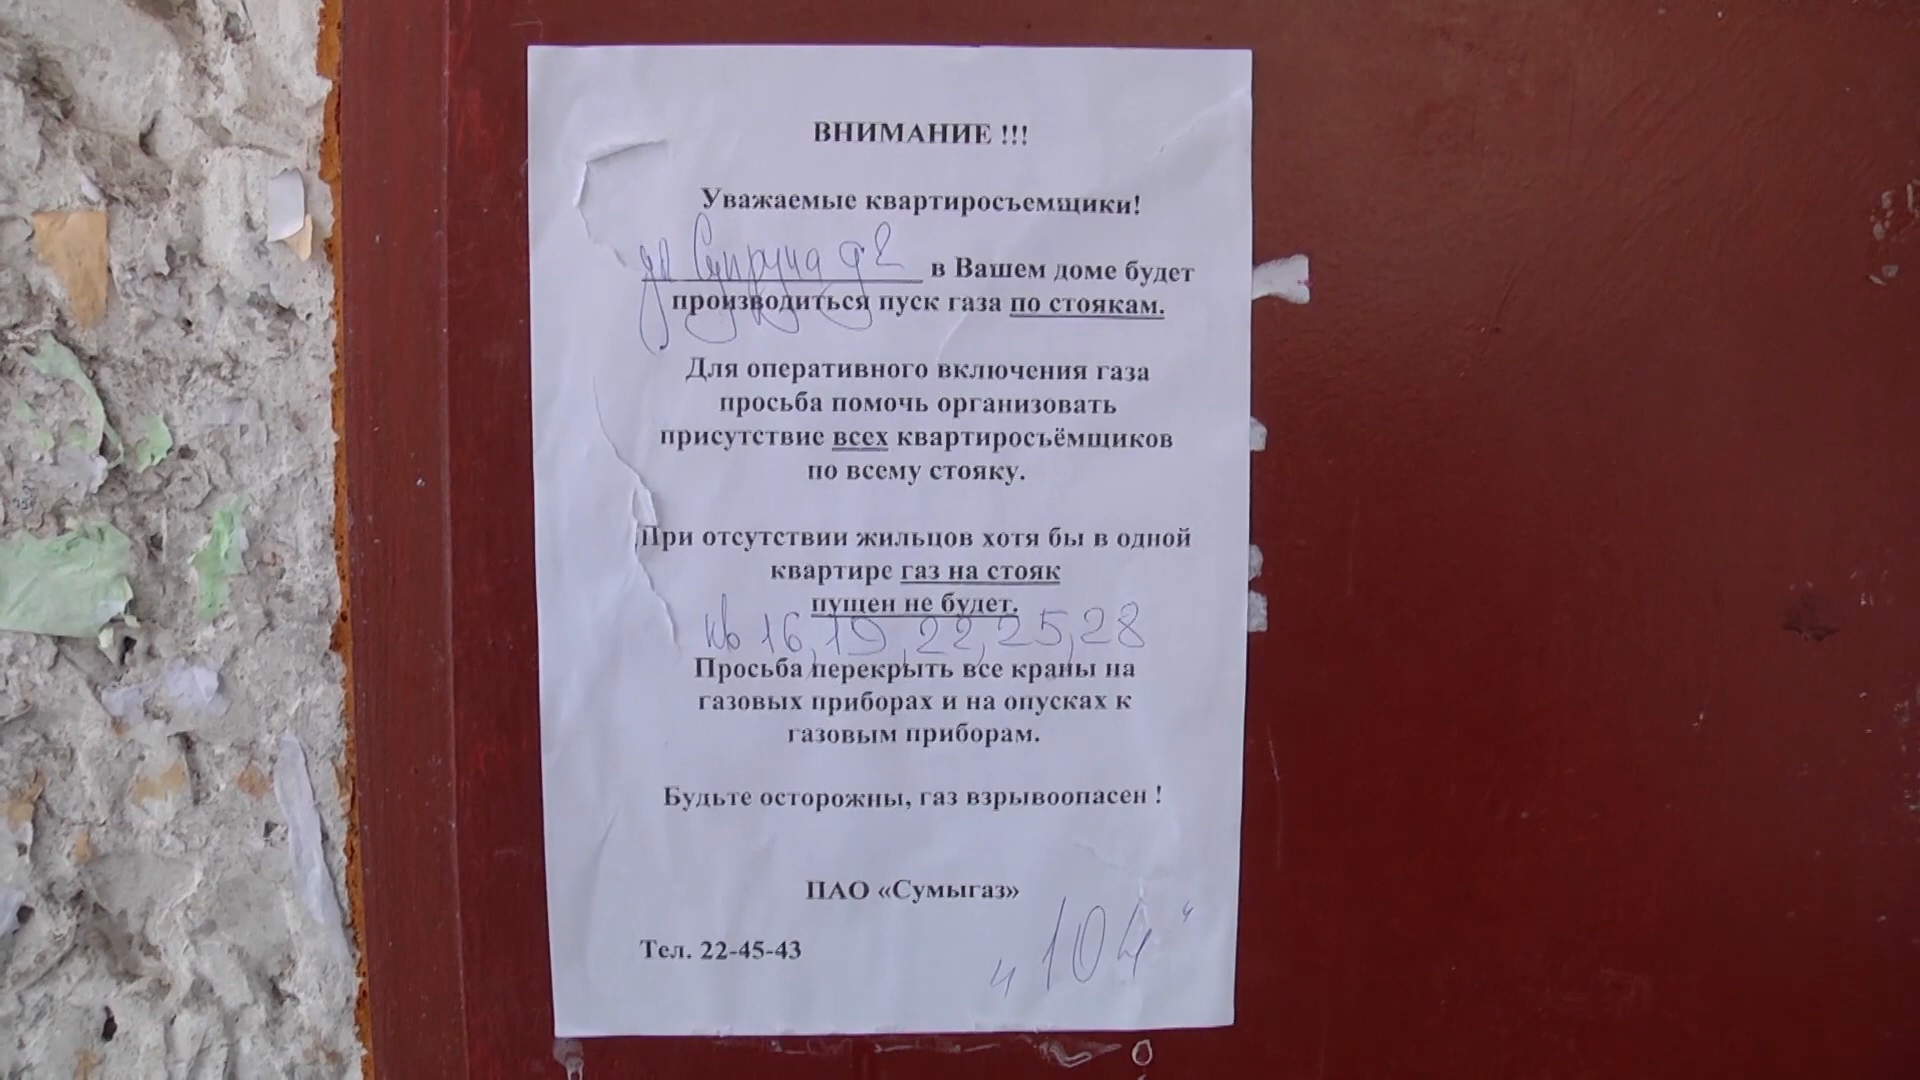 ВНИМАНИЕ !!!
Уважаемые квартиросъемщики!
ул Супруна д 2 в Вашем доме будет
производиться пуск газа по стоякам.
Для оперативного включения газа
просьба помочь организовать
присутствие всех квартиросъёмщиков
по всему стояку.
При отсутствии жильцов хотя бы в одной
квартире газ на стояк
пущен не будет.
кв 16, 19, 22, 25, 28
Просьба перекрыть все краны на
газовых приборах и на опусках к
газовым приборам.
Будьте осторожны, газ взрывоопасен !
ПАО «Сумыгаз»
Тел. 22-45-43
„104“